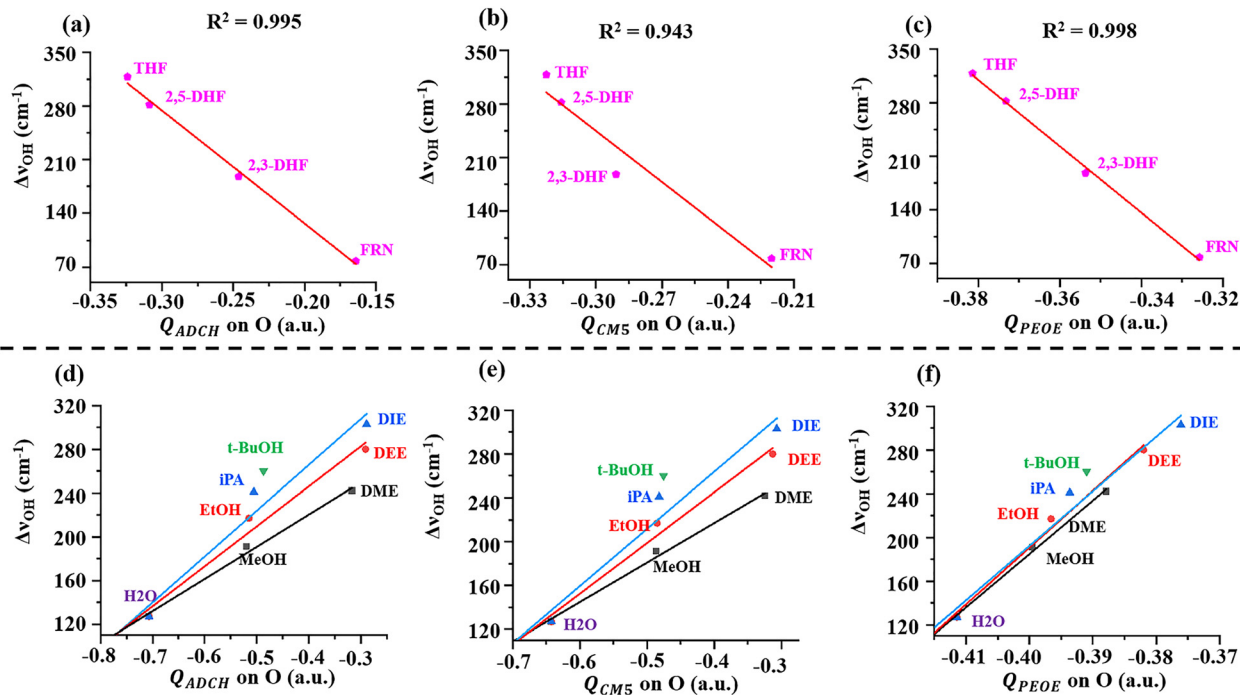 (a)
R² = 0.995
350
280
210
140
70
Δν_OH (cm⁻¹)
THF
2,5-DHF
2,3-DHF
FRN
-0.35
-0.30
-0.25
-0.20
-0.15
Q_ADCH on O (a.u.)
(b)
R² = 0.943
350
280
210
140
70
Δν_OH (cm⁻¹)
THF
2,5-DHF
2,3-DHF
FRN
-0.33
-0.30
-0.27
-0.24
-0.21
Q_CM5 on O (a.u.)
(c)
R² = 0.998
350
280
210
140
70
Δν_OH (cm⁻¹)
THF
2,5-DHF
2,3-DHF
FRN
-0.38
-0.36
-0.34
-0.32
Q_PEOE on O (a.u.)
(d)
320
280
240
200
160
120
Δν_OH (cm⁻¹)
DIE
t-BuOH
DEE
iPA
DME
EtOH
MeOH
H2O
-0.8
-0.7
-0.6
-0.5
-0.4
-0.3
Q_ADCH on O (a.u.)
(e)
320
280
240
200
160
120
Δν_OH (cm⁻¹)
DIE
t-BuOH
DEE
iPA
DME
EtOH
MeOH
H2O
-0.7
-0.6
-0.5
-0.4
-0.3
Q_CM5 on O (a.u.)
(f)
320
280
240
200
160
120
Δν_OH (cm⁻¹)
DIE
t-BuOH
DEE
iPA
EtOH
DME
MeOH
H2O
-0.41
-0.40
-0.39
-0.38
-0.37
Q_PEOE on O (a.u.)